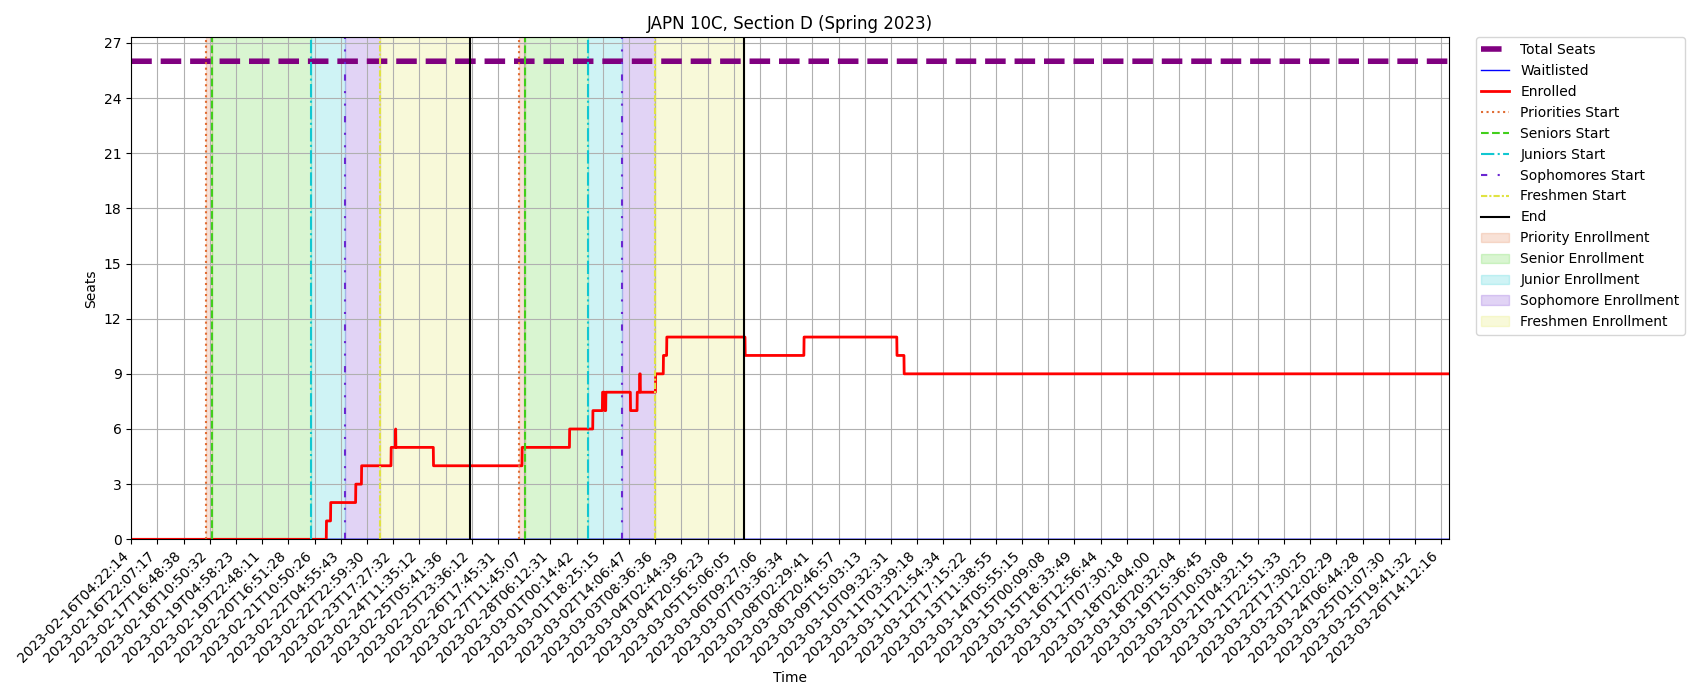 JAPN 10C, Section D (Spring 2023)
27
24
21
18
15
12
9
6
3
0
Seats
2023-02-16T04:22:14
2023-02-16T22:07:17
2023-02-17T16:48:38
2023-02-18T10:50:32
2023-02-19T04:58:23
2023-02-19T22:48:11
2023-02-20T16:51:28
2023-02-21T10:50:26
2023-02-22T04:55:43
2023-02-22T22:59:30
2023-02-23T17:27:32
2023-02-24T11:35:12
2023-02-25T05:41:36
2023-02-25T23:36:12
2023-02-26T17:45:31
2023-02-27T11:45:07
2023-02-28T06:12:31
2023-03-01T00:14:42
2023-03-01T18:25:15
2023-03-02T14:06:47
2023-03-03T08:36:36
2023-03-04T02:44:39
2023-03-04T20:56:23
2023-03-05T15:06:05
2023-03-06T09:27:06
2023-03-07T03:36:34
2023-03-08T02:29:41
2023-03-08T20:46:57
2023-03-09T15:03:13
2023-03-10T09:32:31
2023-03-11T03:39:18
2023-03-11T21:54:34
2023-03-12T17:15:22
2023-03-13T11:38:55
2023-03-14T05:55:15
2023-03-15T00:09:08
2023-03-15T18:33:49
2023-03-16T12:56:44
2023-03-17T07:30:18
2023-03-18T02:04:00
2023-03-18T20:32:04
2023-03-19T15:36:45
2023-03-20T10:03:08
2023-03-21T04:32:15
2023-03-21T22:51:33
2023-03-22T17:30:25
2023-03-23T12:02:29
2023-03-24T06:44:28
2023-03-25T01:07:30
2023-03-25T19:41:32
2023-03-26T14:12:16
Time
Total Seats
Waitlisted
Enrolled
Priorities Start
Seniors Start
Juniors Start
Sophomores Start
Freshmen Start
End
Priority Enrollment
Senior Enrollment
Junior Enrollment
Sophomore Enrollment
Freshmen Enrollment